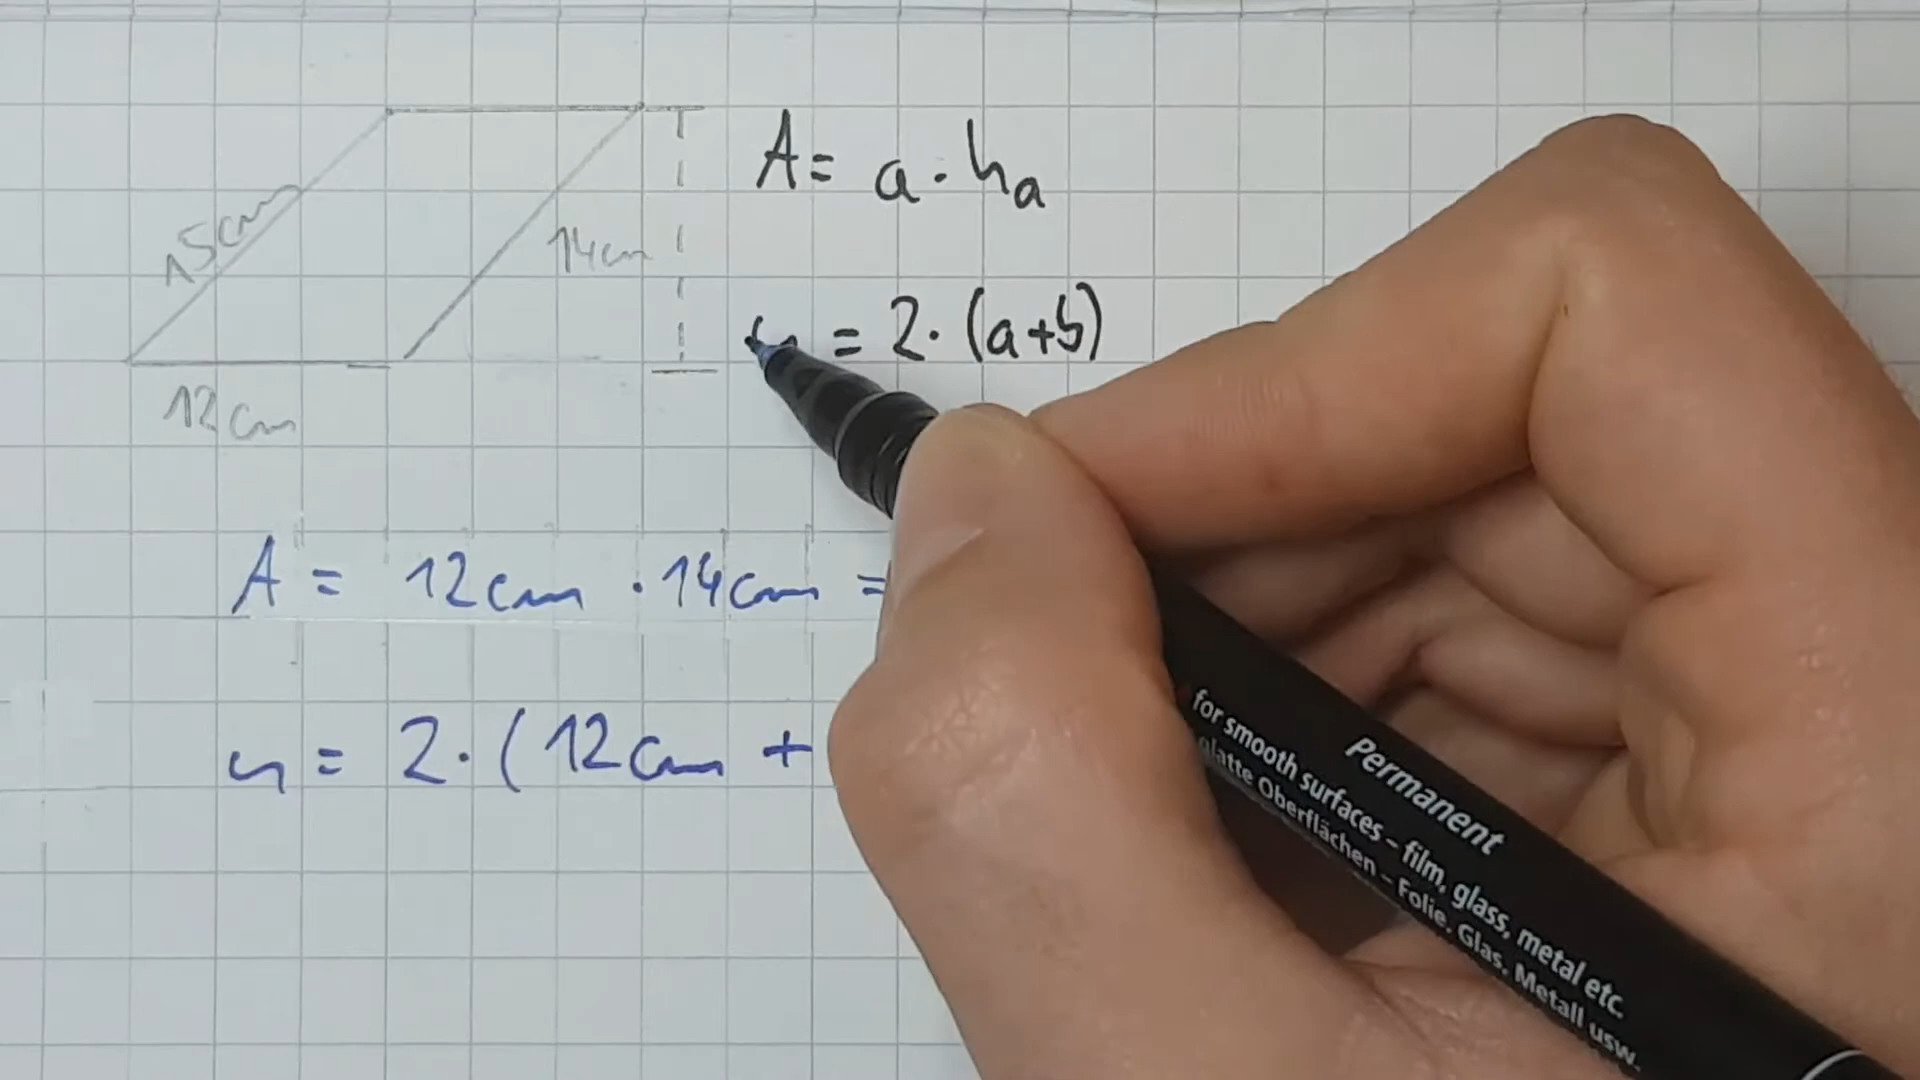 15cm
14cm
12cm
A = a · ha
u = 2 · (a+b)
A = 12cm · 14cm =
u = 2 · (12cm +
Permanent
for smooth surfaces – film, glass, metal etc.
glatte Oberflächen – Folie, Glas, Metall usw.